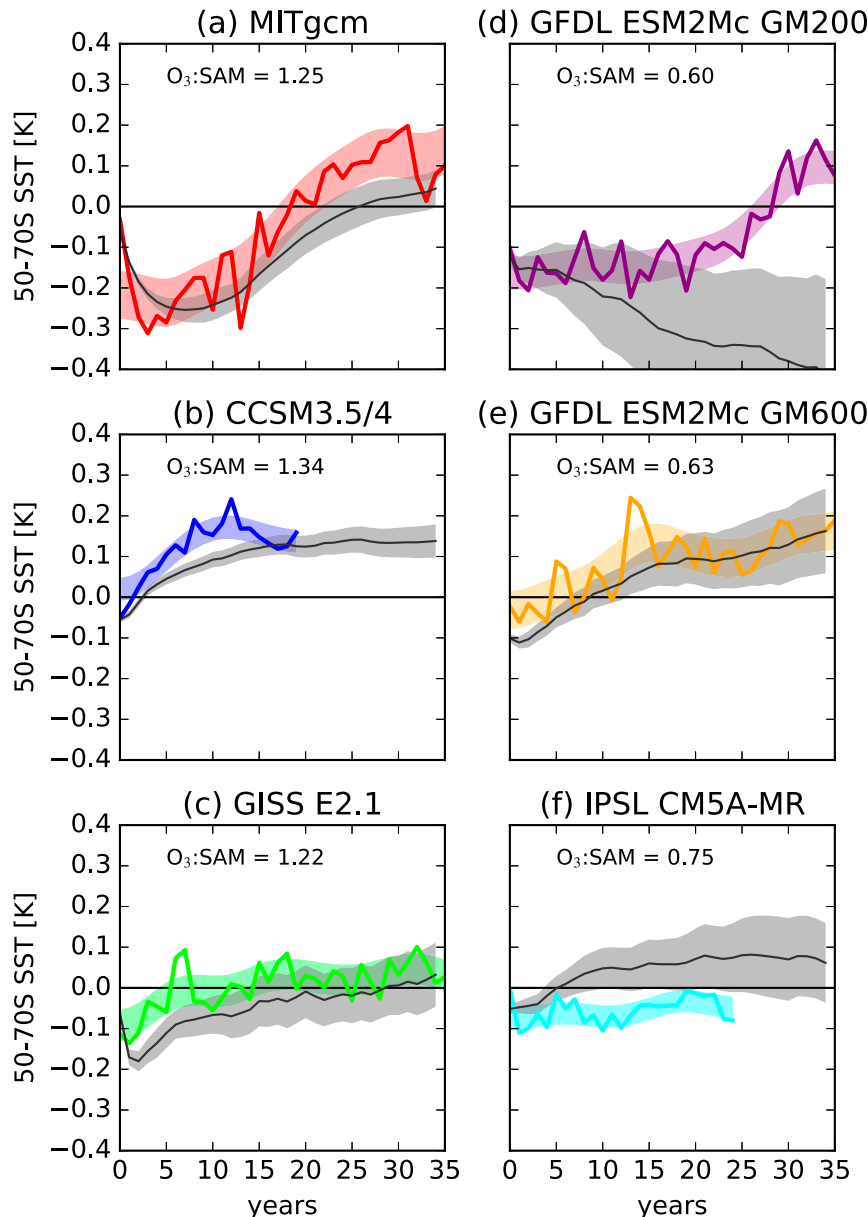 (a) MITgcm
O₃:SAM = 1.25
50-70S SST [K]
0.4
0.3
0.2
0.1
0.0
−0.1
−0.2
−0.3
−0.4
(d) GFDL ESM2Mc GM200
O₃:SAM = 0.60
(b) CCSM3.5/4
O₃:SAM = 1.34
50-70S SST [K]
0.4
0.3
0.2
0.1
0.0
−0.1
−0.2
−0.3
−0.4
(e) GFDL ESM2Mc GM600
O₃:SAM = 0.63
(c) GISS E2.1
O₃:SAM = 1.22
50-70S SST [K]
0.4
0.3
0.2
0.1
0.0
−0.1
−0.2
−0.3
−0.4
0 5 10 15 20 25 30 35
years
(f) IPSL CM5A-MR
O₃:SAM = 0.75
0 5 10 15 20 25 30 35
years